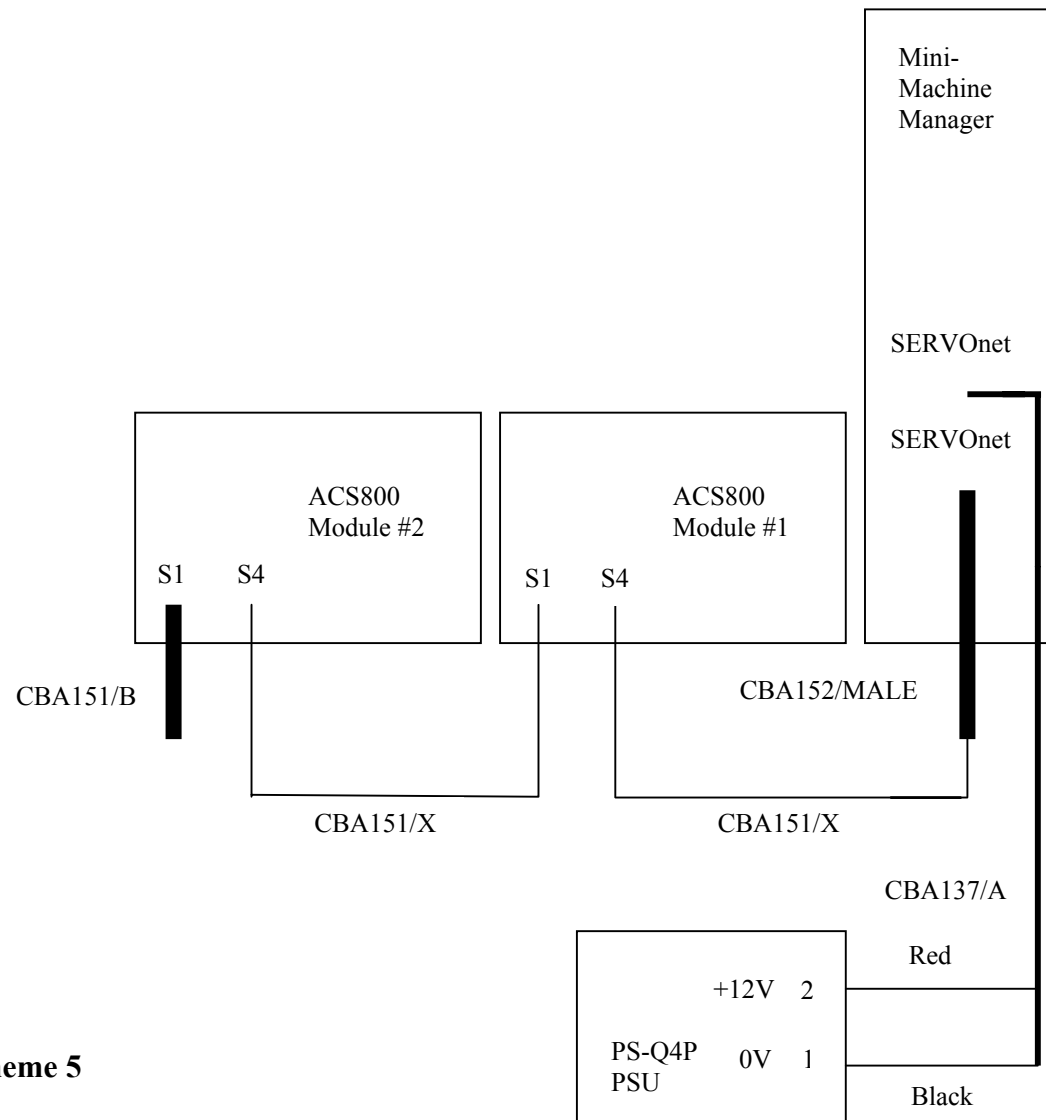 Mini-
Machine
Manager
SERVOnet
SERVOnet
ACS800
Module #2
ACS800
Module #1
S1 S4
S1 S4
CBA151/B
CBA152/MALE
CBA151/X
CBA151/X
CBA137/A
Red
+12V 2
PS-Q4P
PSU
0V 1
Black
eme 5